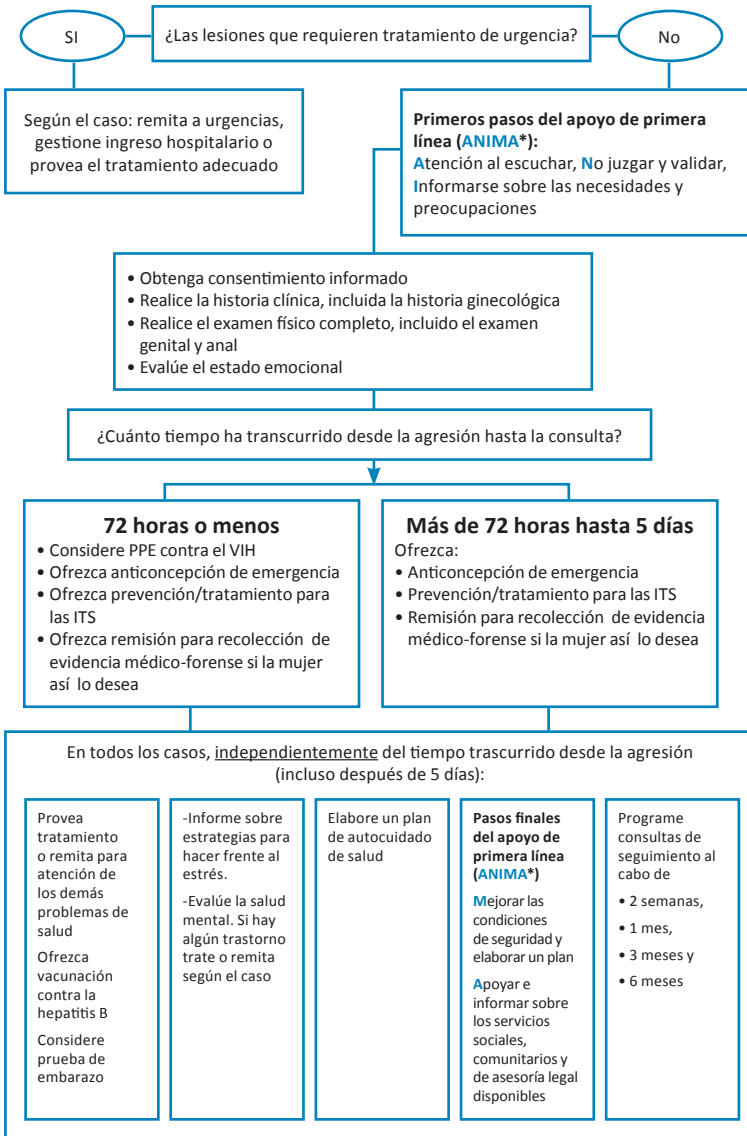 SI
¿Las lesiones que requieren tratamiento de urgencia?
No
Según el caso: remita a urgencias,
gestione ingreso hospitalario o
provea el tratamiento adecuado
Primeros pasos del apoyo de primera
línea (ANIMA*):
Atención al escuchar, No juzgar y validar,
Informarse sobre las necesidades y
preocupaciones
• Obtenga consentimiento informado
• Realice la historia clínica, incluida la historia ginecológica
• Realice el examen físico completo, incluido el examen
genital y anal
• Evalúe el estado emocional
¿Cuánto tiempo ha transcurrido desde la agresión hasta la consulta?
72 horas o menos
• Considere PPE contra el VIH
• Ofrezca anticoncepción de emergencia
• Ofrezca prevención/tratamiento para
las ITS
• Ofrezca remisión para recolección de
evidencia médico-forense si la mujer
así lo desea
Más de 72 horas hasta 5 días
Ofrezca:
• Anticoncepción de emergencia
• Prevención/tratamiento para las ITS
• Remisión para recolección de evidencia
médico-forense si la mujer así lo desea
En todos los casos, independientemente del tiempo trascurrido desde la agresión
(incluso después de 5 días):
Provea
tratamiento
o remita para
atención de
los demás
problemas de
salud
Ofrezca
vacunación
contra la
hepatitis B
Considere
prueba de
embarazo
-Informe sobre
estrategias para
hacer frente al
estrés.
-Evalúe la salud
mental. Si hay
algún trastorno
trate o remita
según el caso
Elabore un plan
de autocuidado
de salud
Pasos finales
del apoyo de
primera línea
(ANIMA*)
Mejorar las
condiciones
de seguridad y
elaborar un plan
Apoyar e
informar sobre
los servicios
sociales,
comunitarios y
de asesoría legal
disponibles
Programe
consultas de
seguimiento al
cabo de
• 2 semanas,
• 1 mes,
• 3 meses y
• 6 meses